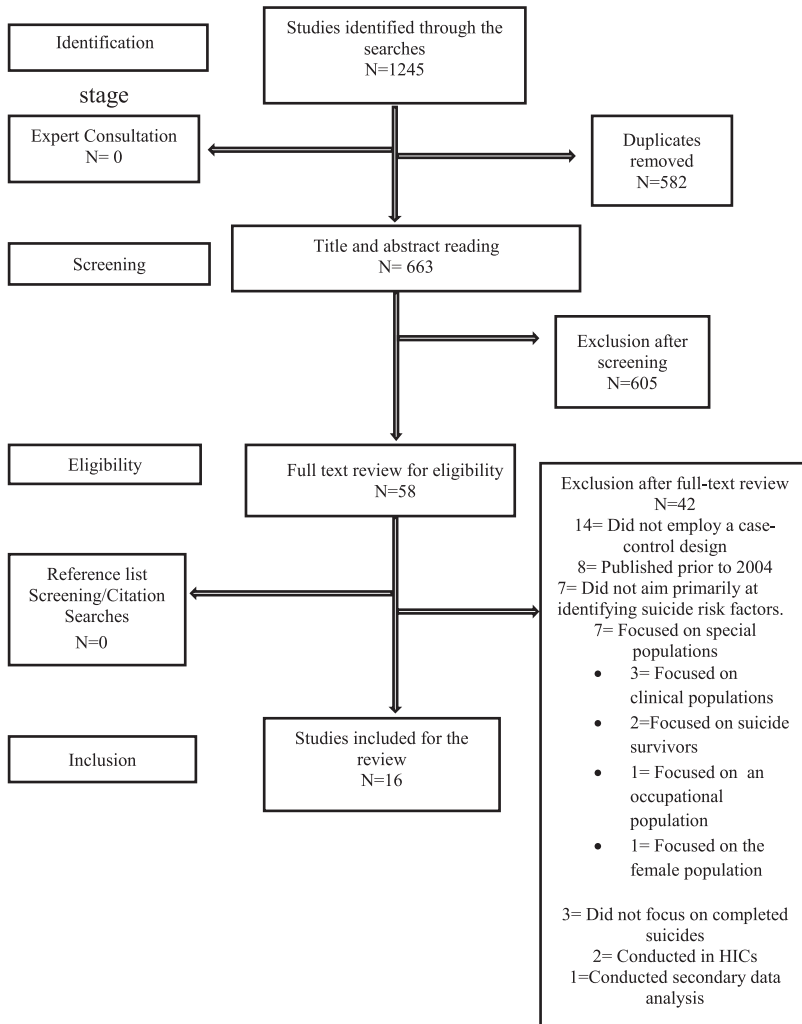 Identification
Studies identified through the
searches
N=1245
stage
Expert Consultation
N= 0
Duplicates
removed
N=582
Screening
Title and abstract reading
N= 663
Exclusion after
screening
N=605
Eligibility
Full text review for eligibility
N=58
Exclusion after full-text review
N=42
14= Did not employ a case-
control design
8= Published prior to 2004
7= Did not aim primarily at
identifying suicide risk factors.
7= Focused on special
populations
• 3= Focused on
clinical populations
• 2=Focused on suicide
survivors
• 1= Focused on an
occupational
population
• 1= Focused on the
female population
3= Did not focus on completed
suicides
2= Conducted in HICs
1=Conducted secondary data
analysis
Reference list
Screening/Citation
Searches
N=0
Inclusion
Studies included for the
review
N=16